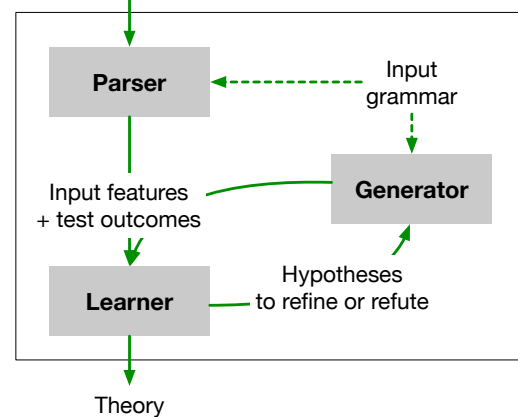 Parser
Input
grammar
Generator
Input features
+ test outcomes
Hypotheses
to refine or refute
Learner
Theory